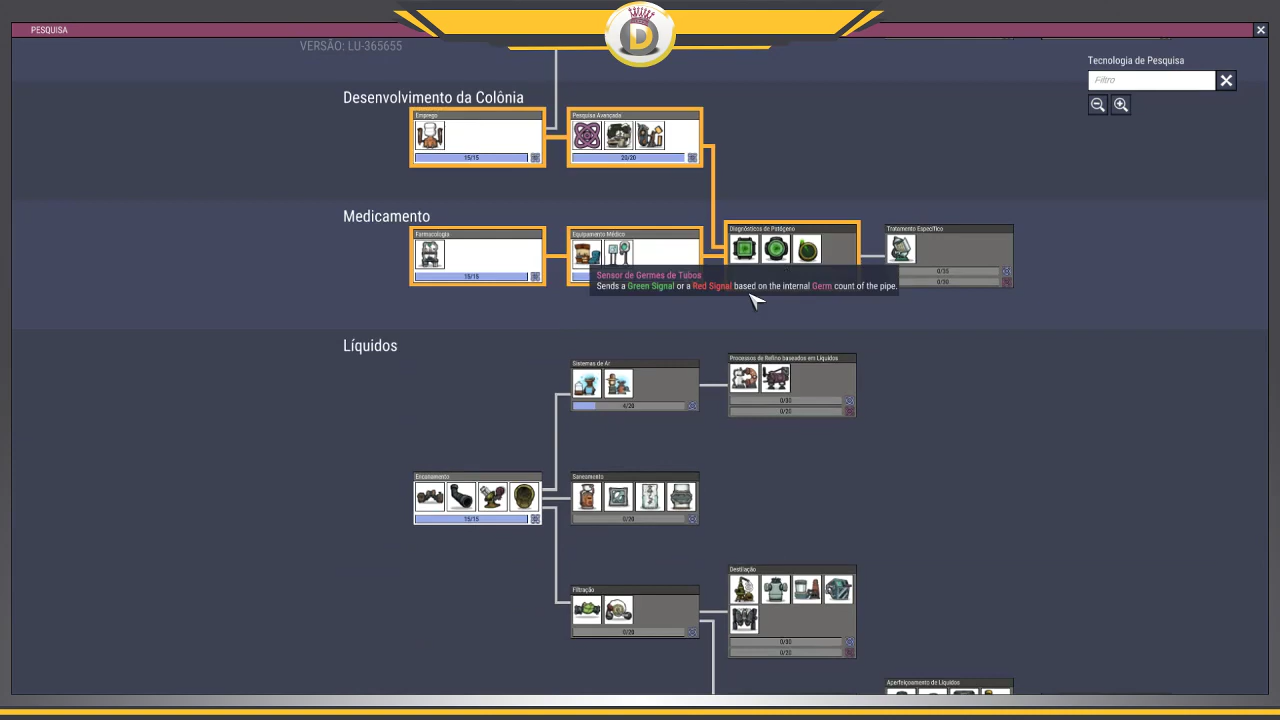 PESQUISA
D
VERSÃO: LU-365655
Tecnologia de Pesquisa
Filtro
Desenvolvimento da Colônia
Emprego
Pesquisa Avançada
15/15
20/20
Medicamento
Farmacologia
Equipamento Médico
Diagnósticos de Patógeno
Tratamento Específico
15/15
0/30
0/30
Sensor de Germes de Tubos
Sends a Green Signal or a Red Signal based on the internal Germ count of the pipe.
Líquidos
Sistemas de Ar
4/20
Processos de Refino baseados em Líquidos
0/30
0/20
Encanamento
15/15
Saneamento
0/20
Filtração
0/20
Destilação
0/30
0/20
Aperfeiçoamento de Líquidos